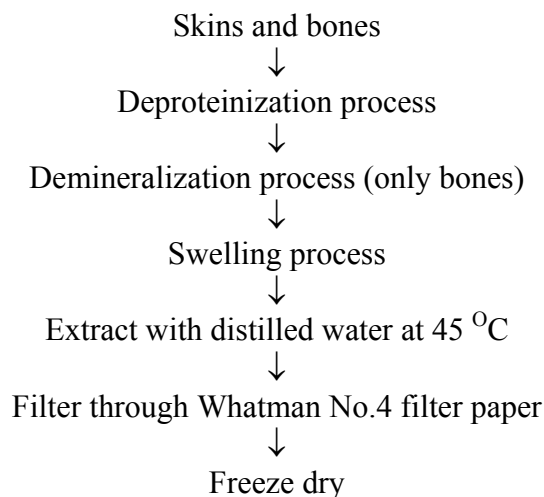 Skins and bones
↓
Deproteinization process
↓
Demineralization process (only bones)
↓
Swelling process
↓
Extract with distilled water at 45 ᴼC
↓
Filter through Whatman No.4 filter paper
↓
Freeze dry